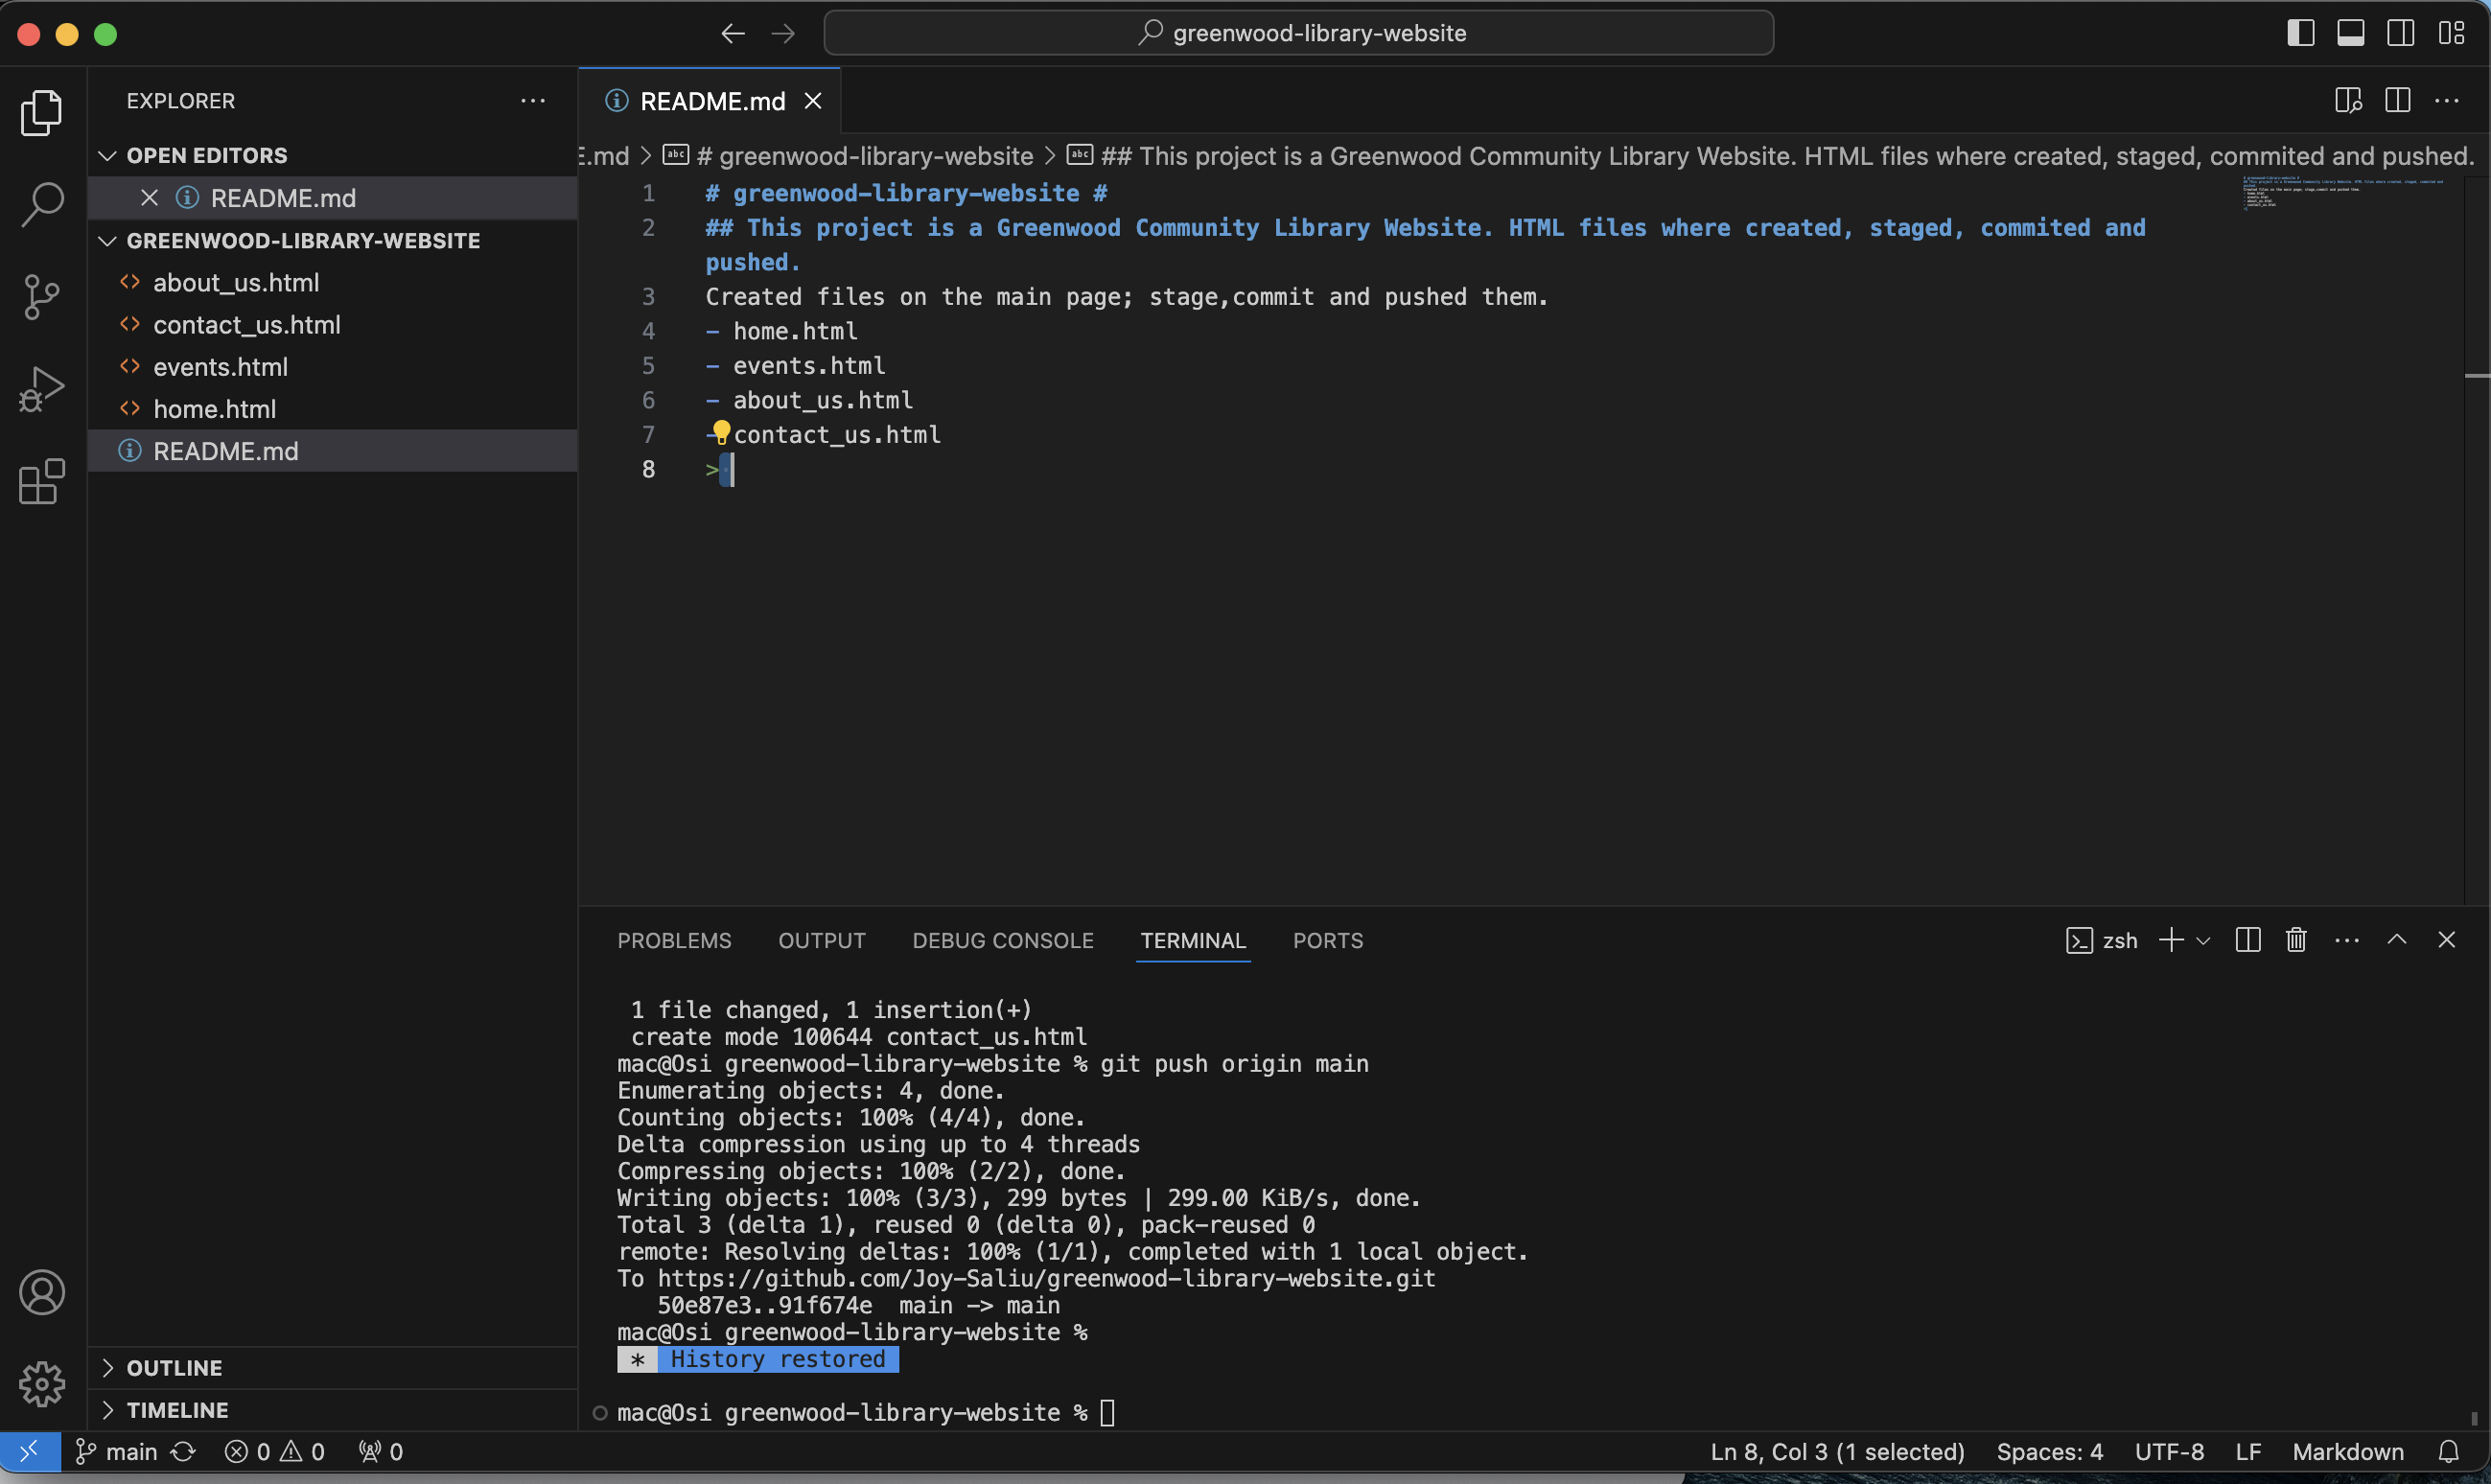 greenwood-library-website
EXPLORER
OPEN EDITORS
README.md
GREENWOOD-LIBRARY-WEBSITE
about_us.html
contact_us.html
events.html
home.html
README.md
OUTLINE
TIMELINE
README.md
E.md > # greenwood-library-website > ## This project is a Greenwood Community Library Website. HTML files where created, staged, commited and pushed.
1 # greenwood-library-website #
2 ## This project is a Greenwood Community Library Website. HTML files where created, staged, commited and
pushed.
3 Created files on the main page; stage,commit and pushed them.
4 - home.html
5 - events.html
6 - about_us.html
7 - contact_us.html
8 >
PROBLEMS OUTPUT DEBUG CONSOLE TERMINAL PORTS
zsh
1 file changed, 1 insertion(+)
create mode 100644 contact_us.html
mac@Osi greenwood-library-website % git push origin main
Enumerating objects: 4, done.
Counting objects: 100% (4/4), done.
Delta compression using up to 4 threads
Compressing objects: 100% (2/2), done.
Writing objects: 100% (3/3), 299 bytes | 299.00 KiB/s, done.
Total 3 (delta 1), reused 0 (delta 0), pack-reused 0
remote: Resolving deltas: 100% (1/1), completed with 1 local object.
To https://github.com/Joy-Saliu/greenwood-library-website.git
50e87e3..91f674e  main -> main
mac@Osi greenwood-library-website %
* History restored
mac@Osi greenwood-library-website %
main 0 0 0 Ln 8, Col 3 (1 selected) Spaces: 4 UTF-8 LF Markdown